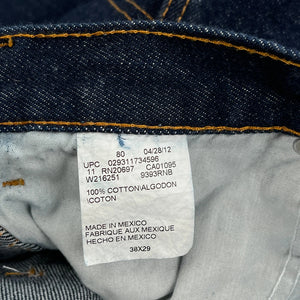 80 04/28/12
UPC 029311734596
11 RN20697 CA01095
W216251 9393RNB
100% COTTON\ALGODON
\COTON
MADE IN MEXICO
FABRIQUE AUX MEXIQUE
HECHO EN MEXICO
38X29